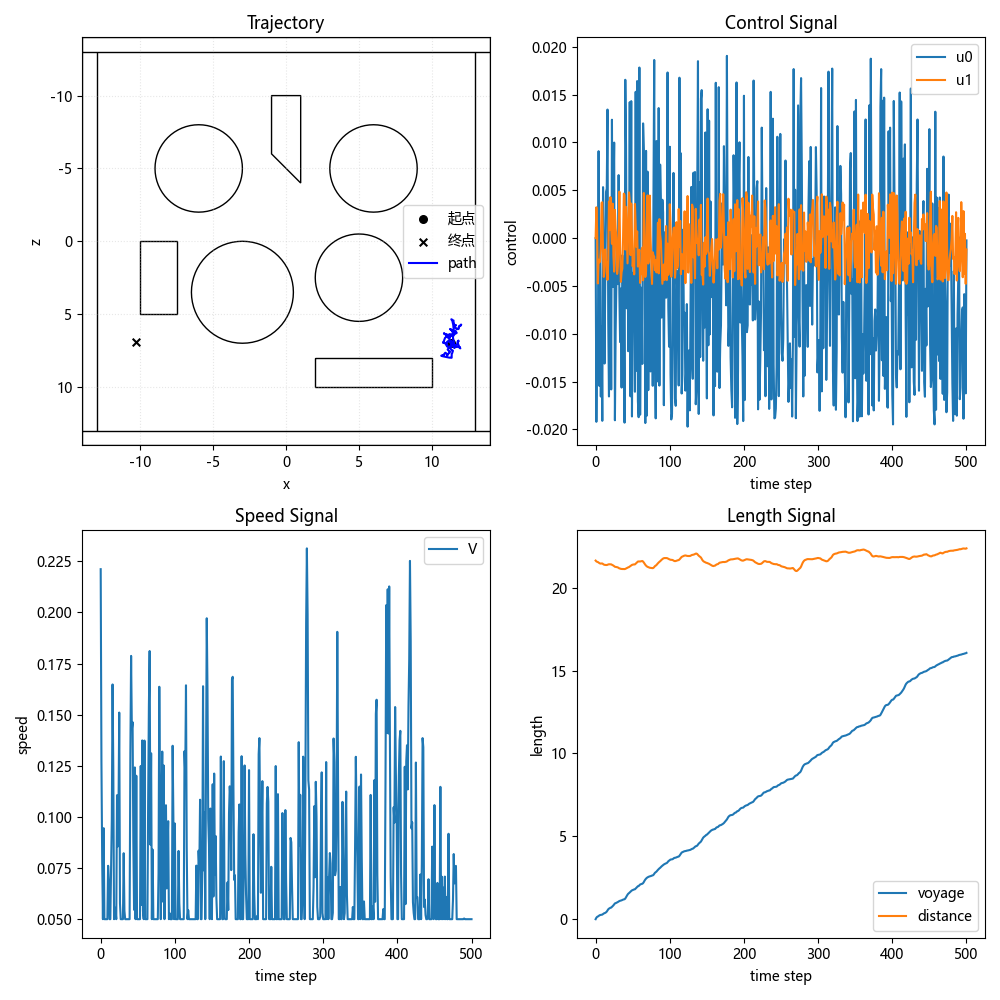 Trajectory
-10
-5
0
5
10
z
-10
-5
0
5
10
x
起点
终点
path
Control Signal
0.020
0.015
0.010
0.005
0.000
-0.005
-0.010
-0.015
-0.020
control
0
100
200
300
400
500
time step
u0
u1
Speed Signal
0.225
0.200
0.175
0.150
0.125
0.100
0.075
0.050
speed
0
100
200
300
400
500
time step
V
Length Signal
20
15
10
5
0
length
0
100
200
300
400
500
time step
voyage
distance